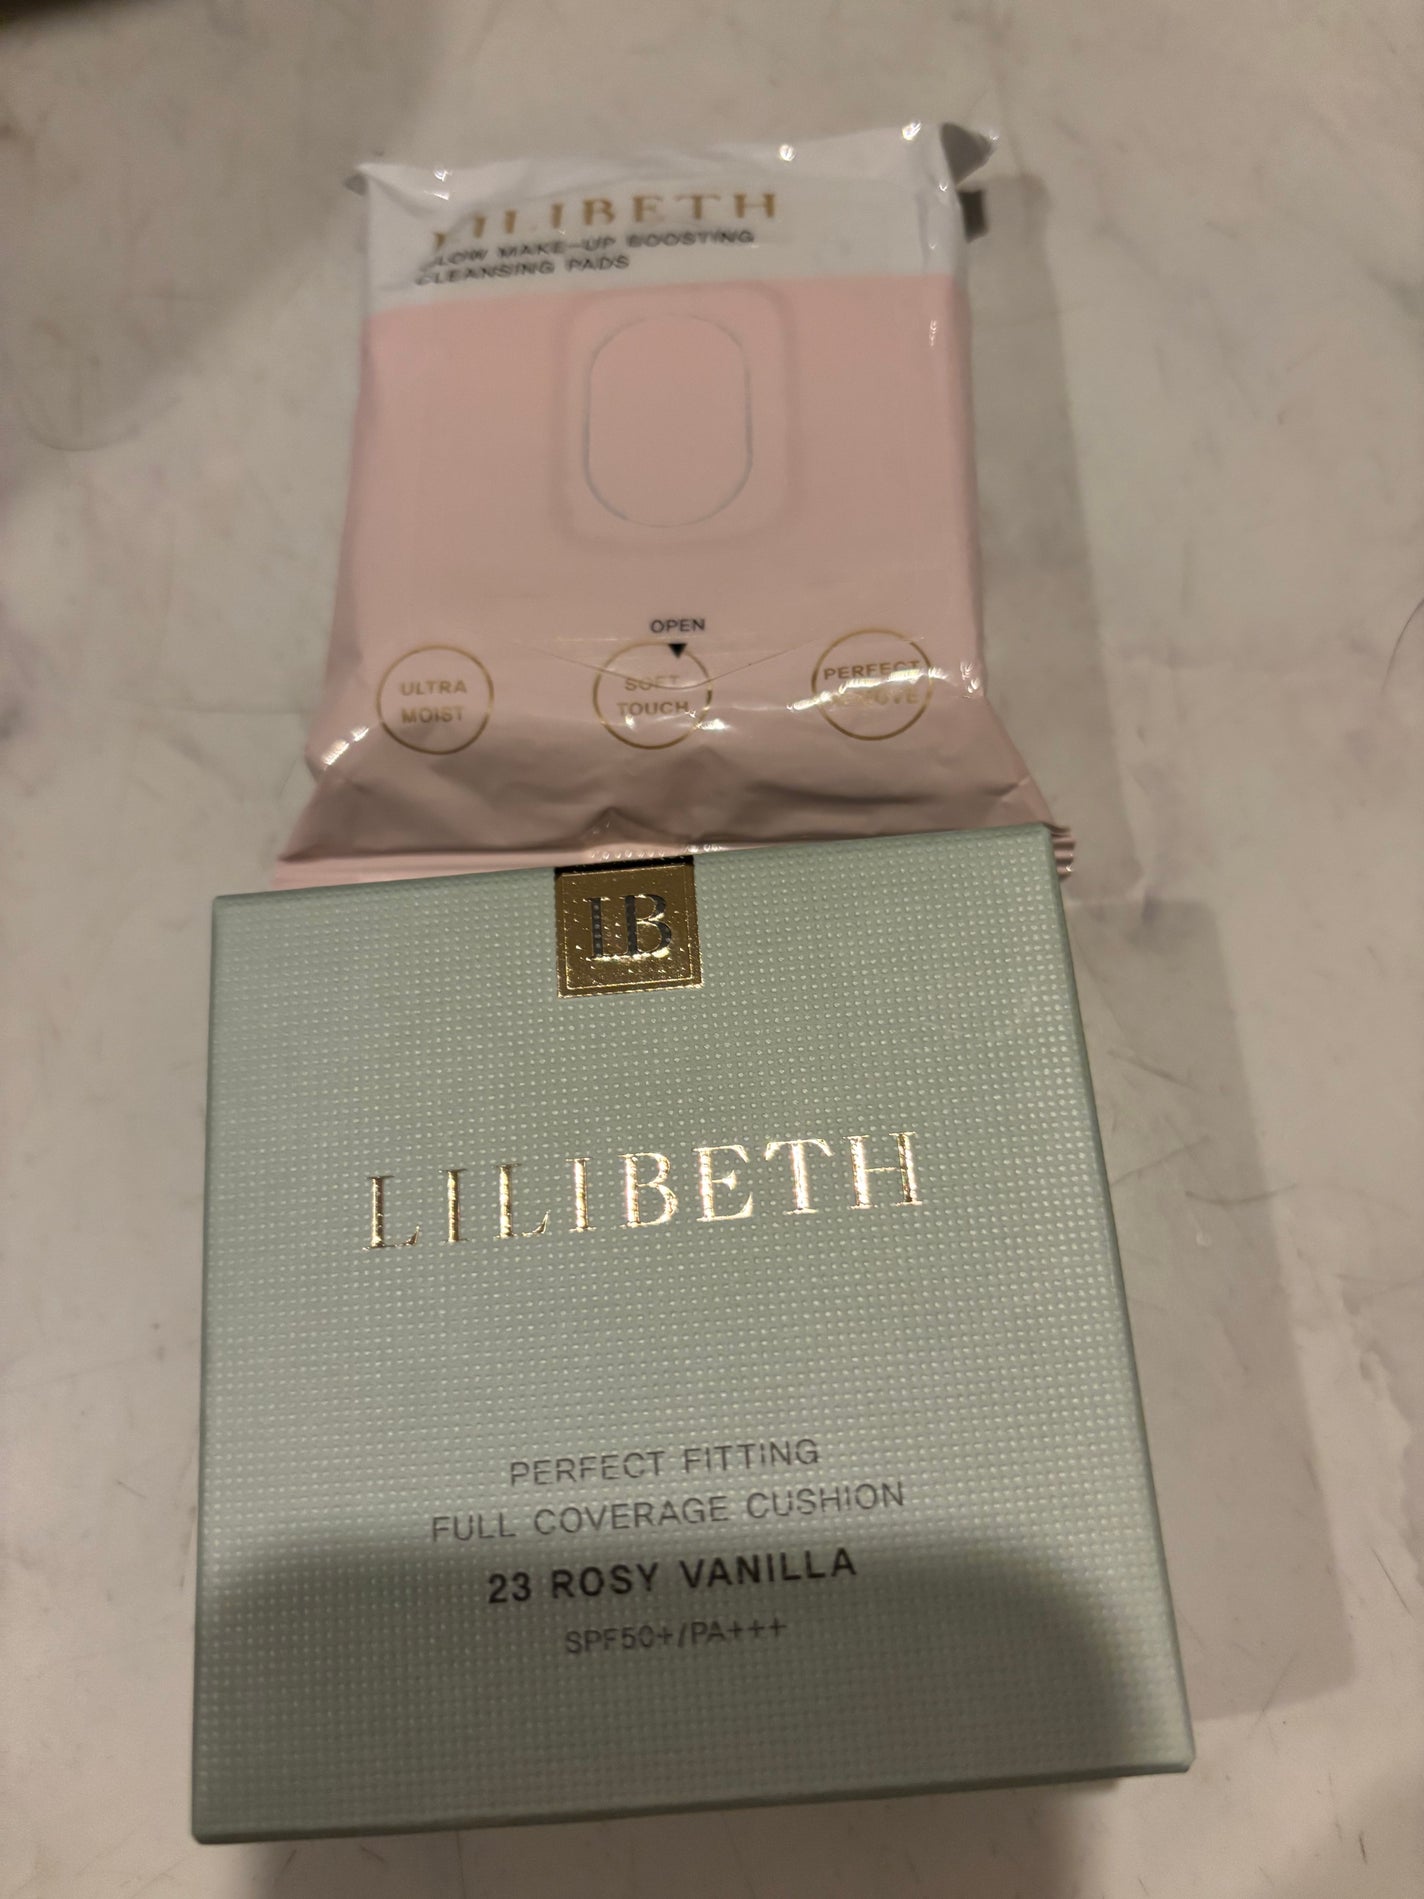 LILIBETH
GLOW MAKE-UP BOOSTING
CLEANSING PADS
OPEN
ULTRA
MOIST
SOFT
TOUCH
PERFECT
LB
LILIBETH
PERFECT FITTING
FULL COVERAGE CUSHION
23 ROSY VANILLA
SPF50+/PA+++